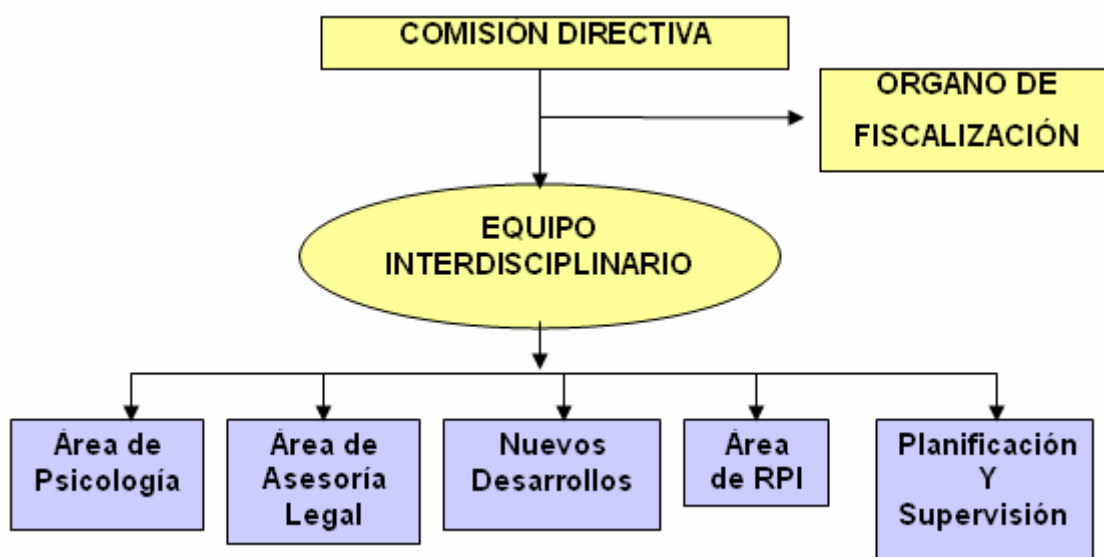 COMISIÓN DIRECTIVA
ORGANO DE
FISCALIZACIÓN
EQUIPO
INTERDISCIPLINARIO
Área de
Psicología
Área de
Asesoría
Legal
Nuevos
Desarrollos
Área
de RPI
Planificación
Y
Supervisión